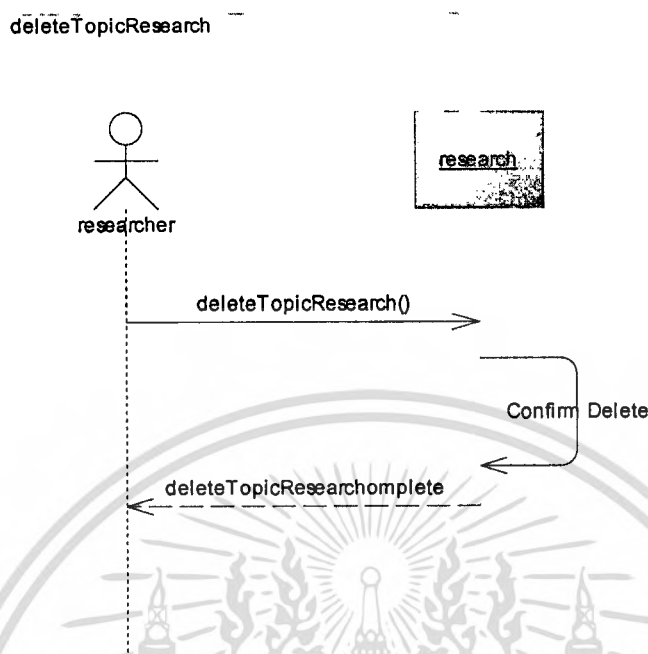 deleteTopicResearch
research
researcher
deleteTopicResearch()
Confirm Delete
deleteTopicResearchomplete